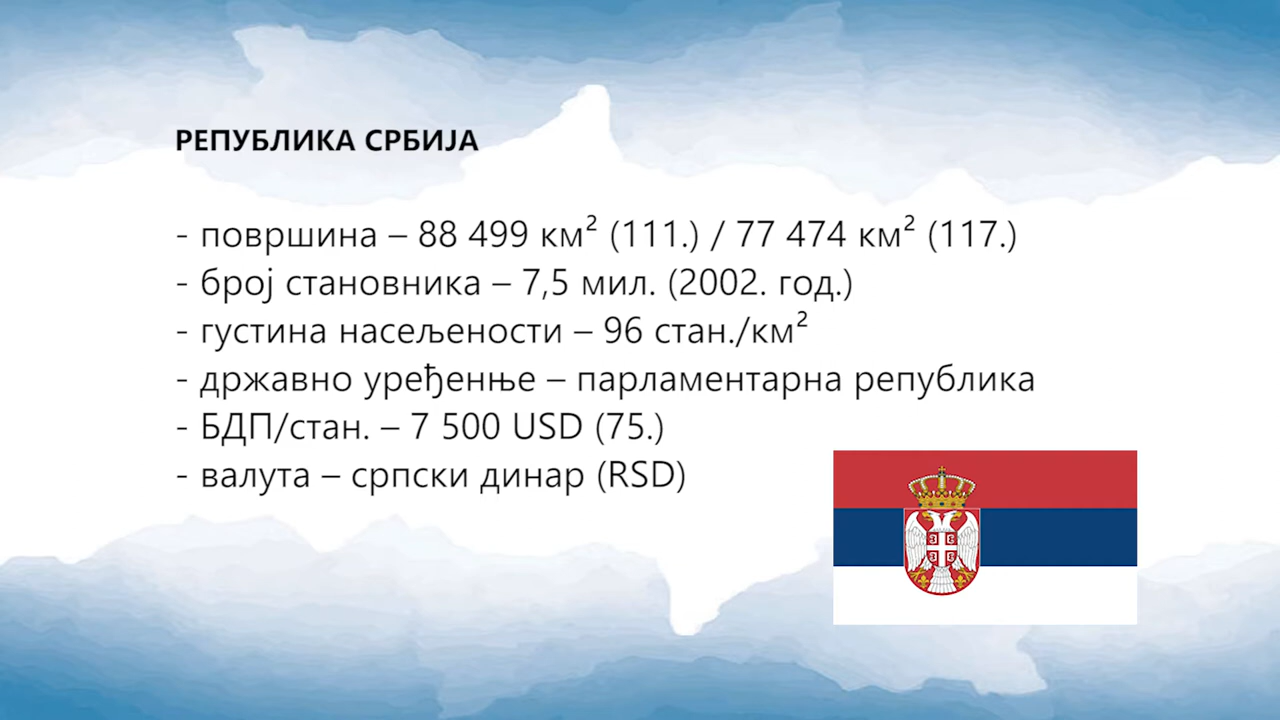 РЕПУБЛИКА СРБИЈА
- површина – 88 499 км² (111.) / 77 474 км² (117.)
- број становника – 7,5 мил. (2002. год.)
- густина насељености – 96 стан./км²
- државно уређенње – парламентарна република
- БДП/стан. – 7 500 USD (75.)
- валута – српски динар (RSD)